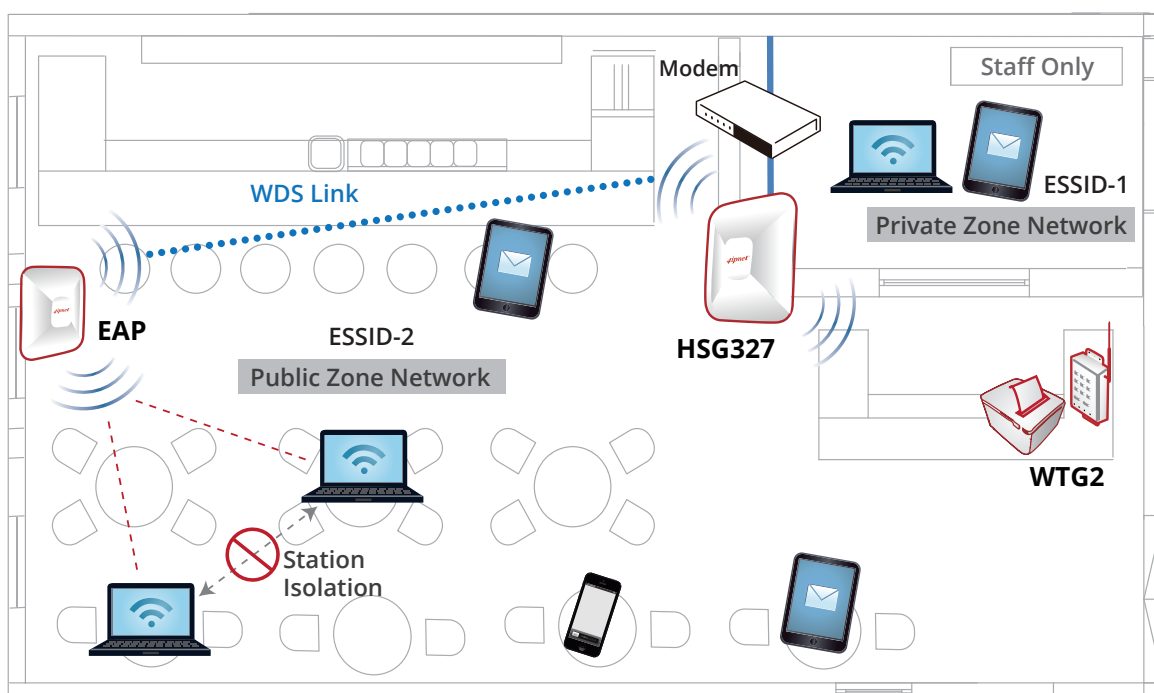 Modem
Staff Only
WDS Link
ESSID-1
Private Zone Network
EAP
HSG327
ESSID-2
Public Zone Network
WTG2
Station
Isolation